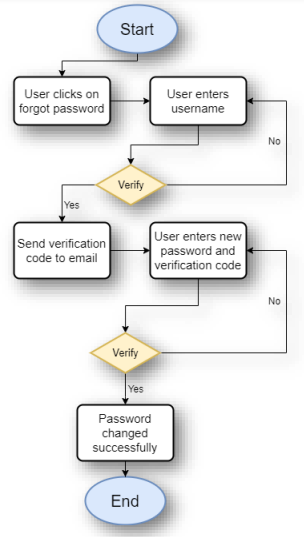 Start
User clicks on
forgot password
User enters
username
No
Verify
Yes
Send verification
code to email
User enters new
password and
verification code
No
Verify
Yes
Password
changed
successfully
End